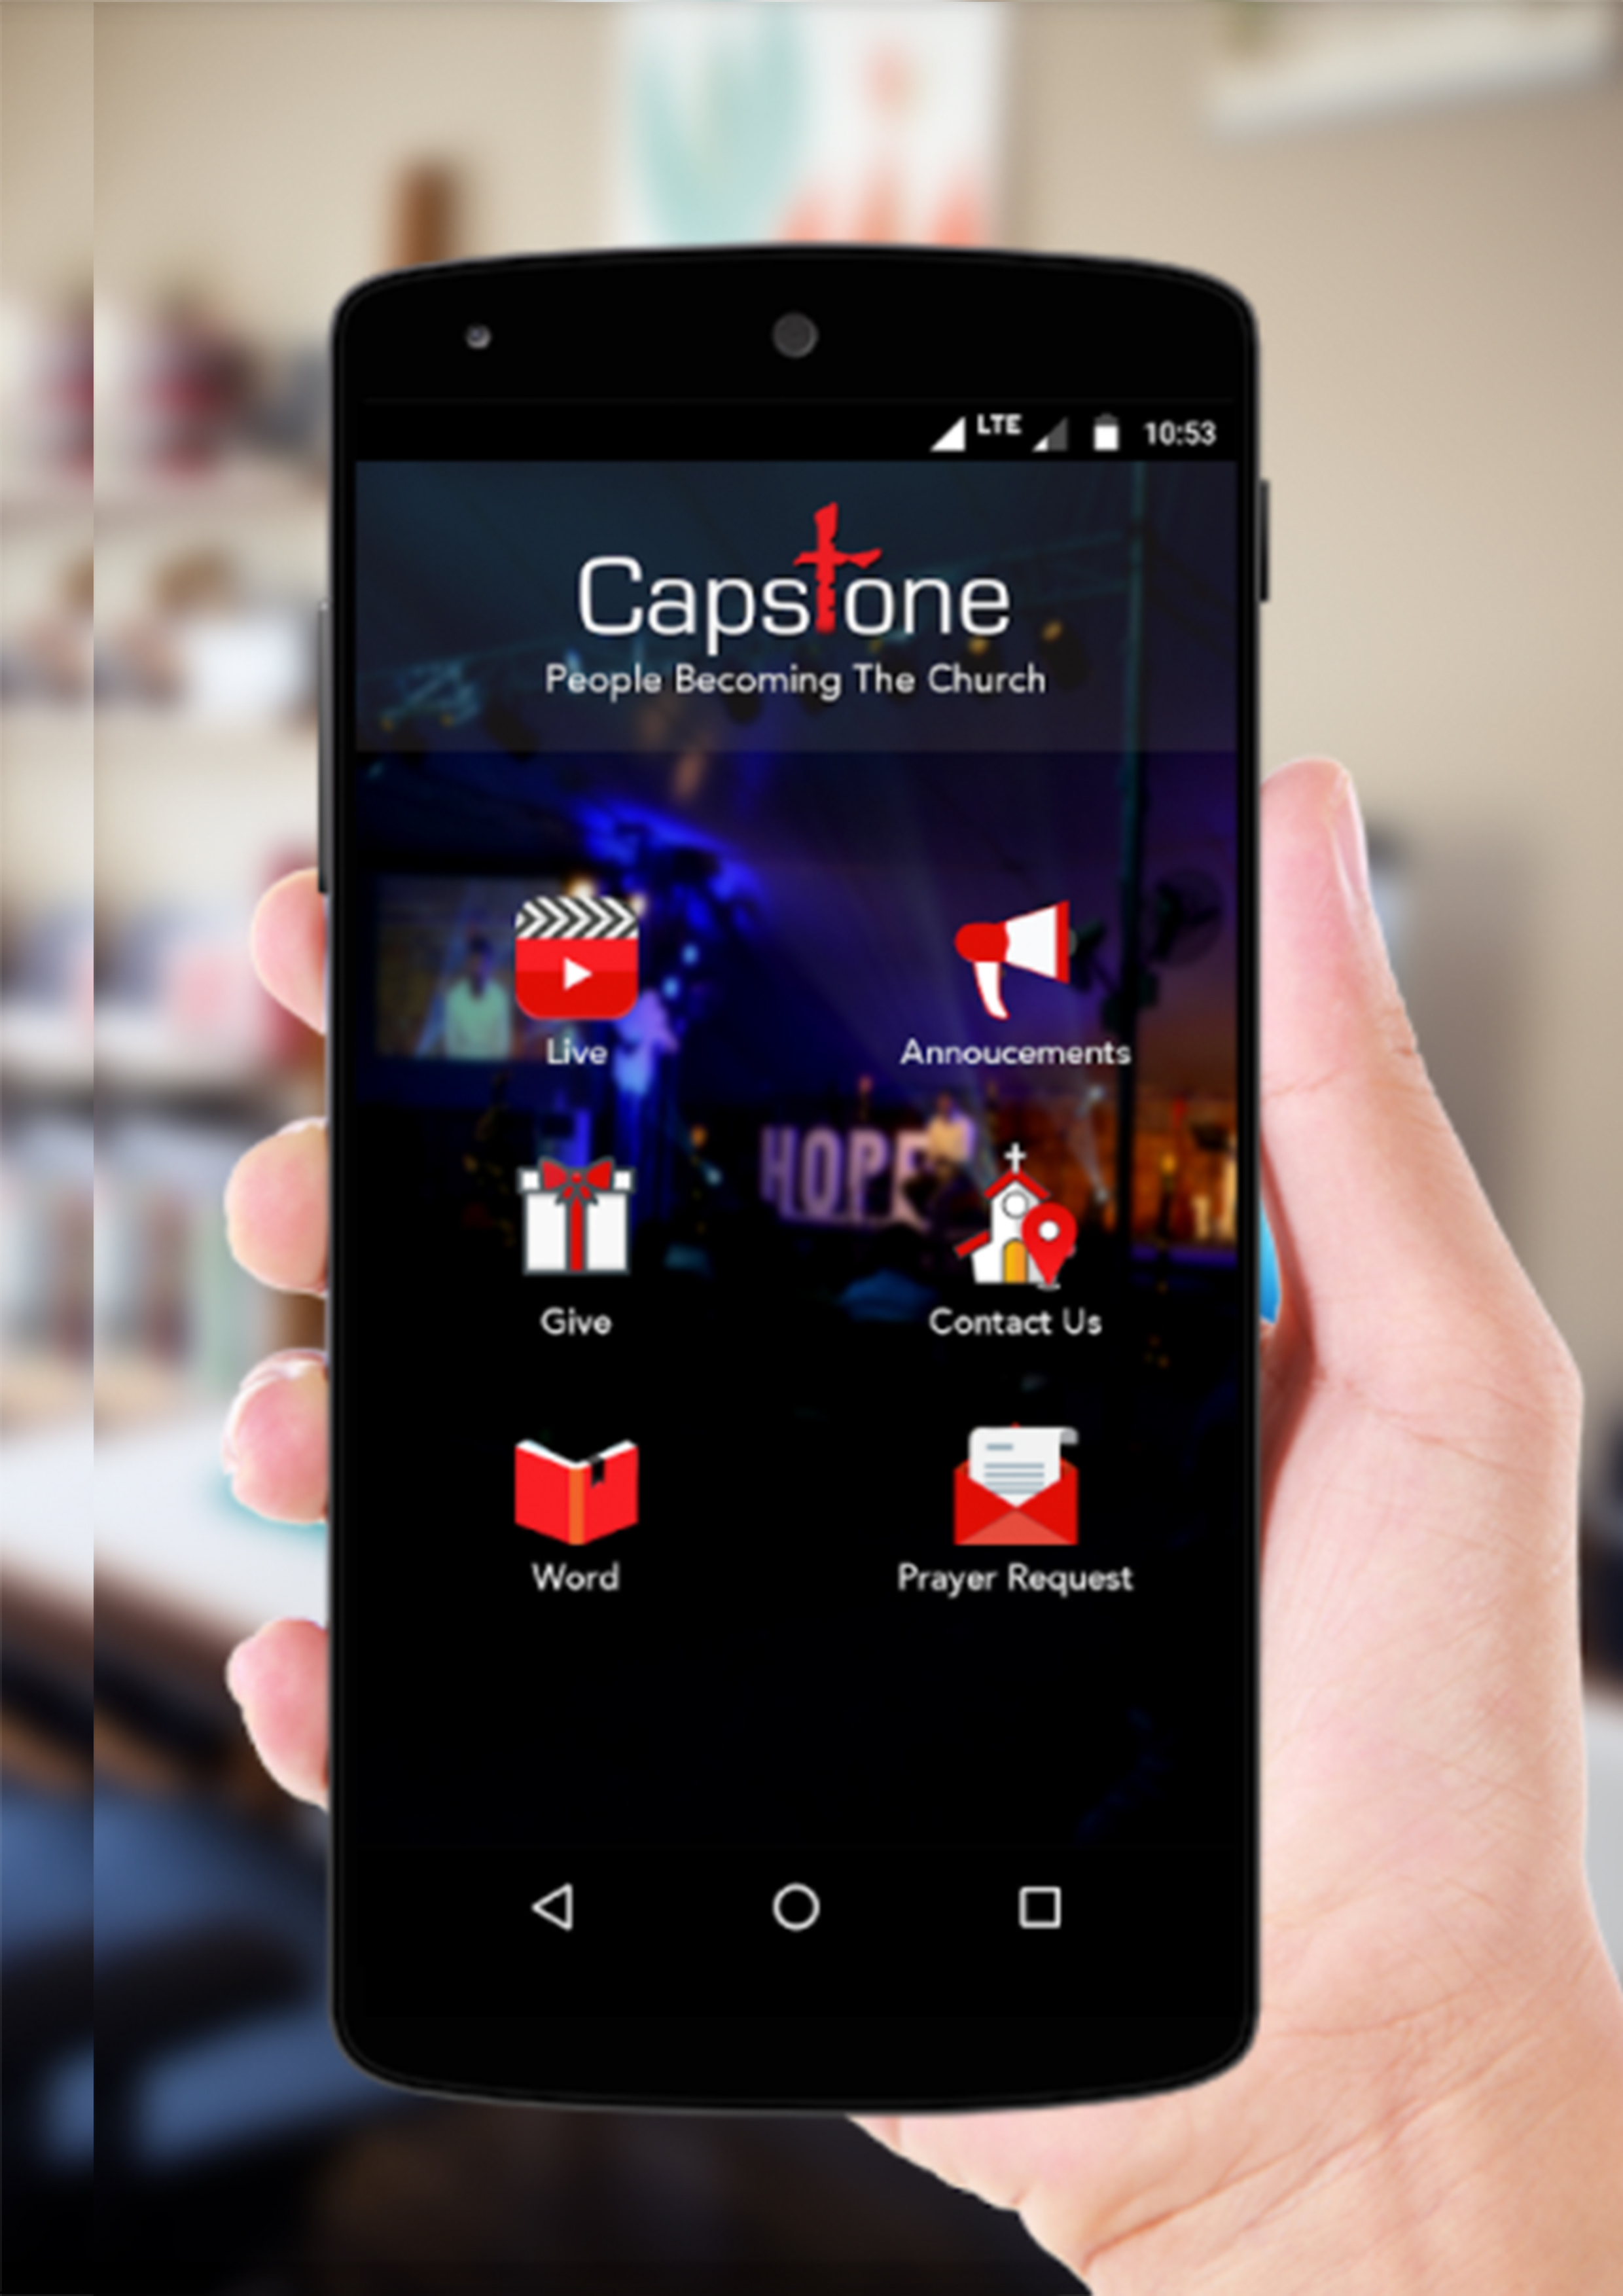 LTE 10:53
Capstone
People Becoming The Church
Live
Annoucements
HOPE
Give
Contact Us
Word
Prayer Request